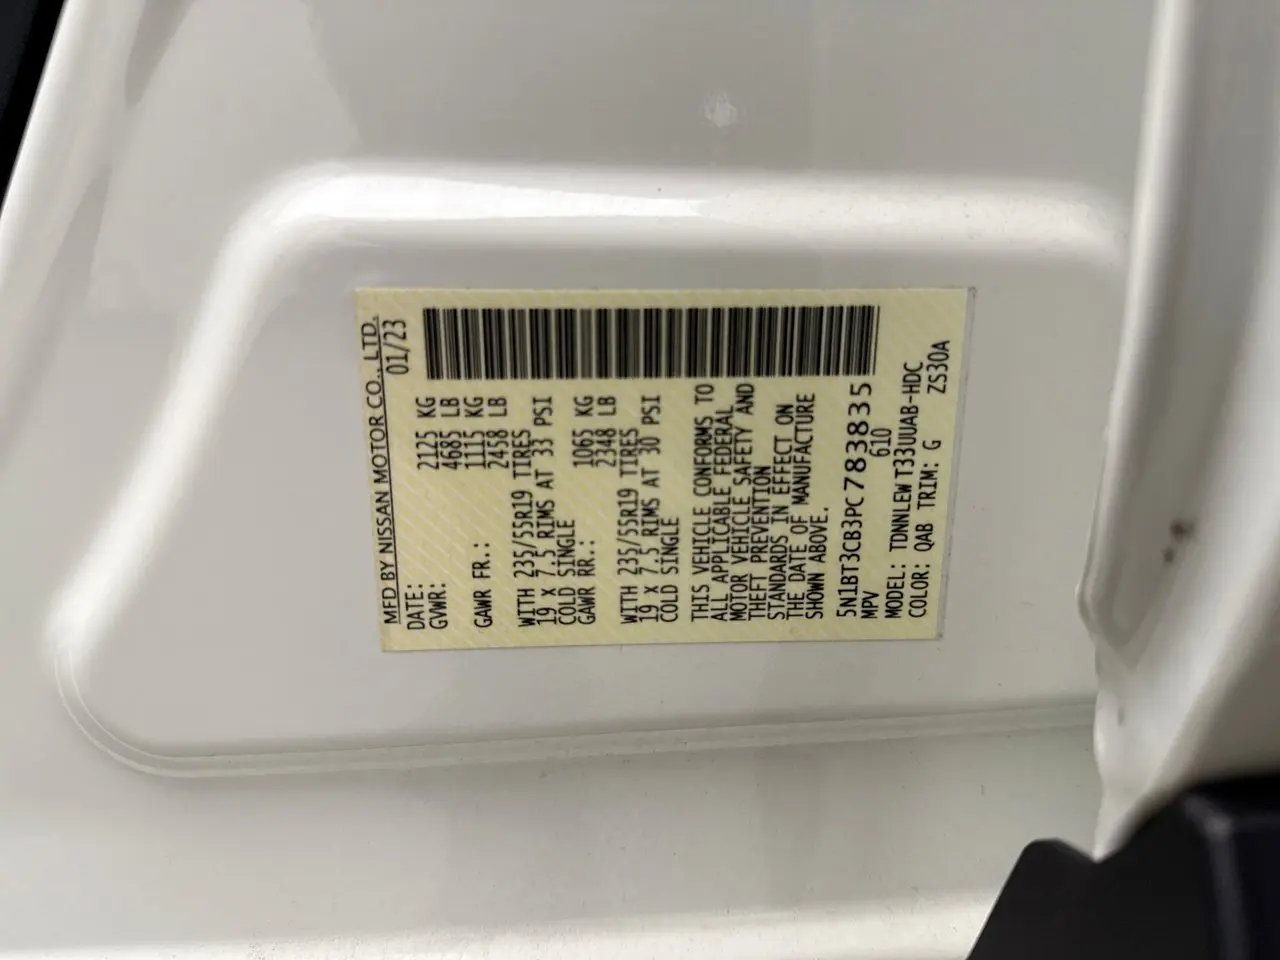 MFD BY NISSAN MOTOR CO., LTD.
DATE: 01/23
GVWR: 2125 KG
4685 LB
GAWR FR.: 1115 KG
2458 LB
WITH 235/55R19 TIRES
19 X 7.5 RIMS AT 33 PSI
COLD SINGLE
GAWR RR.: 1065 KG
2348 LB
WITH 235/55R19 TIRES
19 X 7.5 RIMS AT 30 PSI
COLD SINGLE
THIS VEHICLE CONFORMS TO
ALL APPLICABLE FEDERAL
MOTOR VEHICLE SAFETY AND
THEFT PREVENTION
STANDARDS IN EFFECT ON
THE DATE OF MANUFACTURE
SHOWN ABOVE.
5N1BT3CB3PC783835
MPV 610
MODEL: TDNNLEW T33UUAB-HDC
COLOR: QAB TRIM: G ZS30A